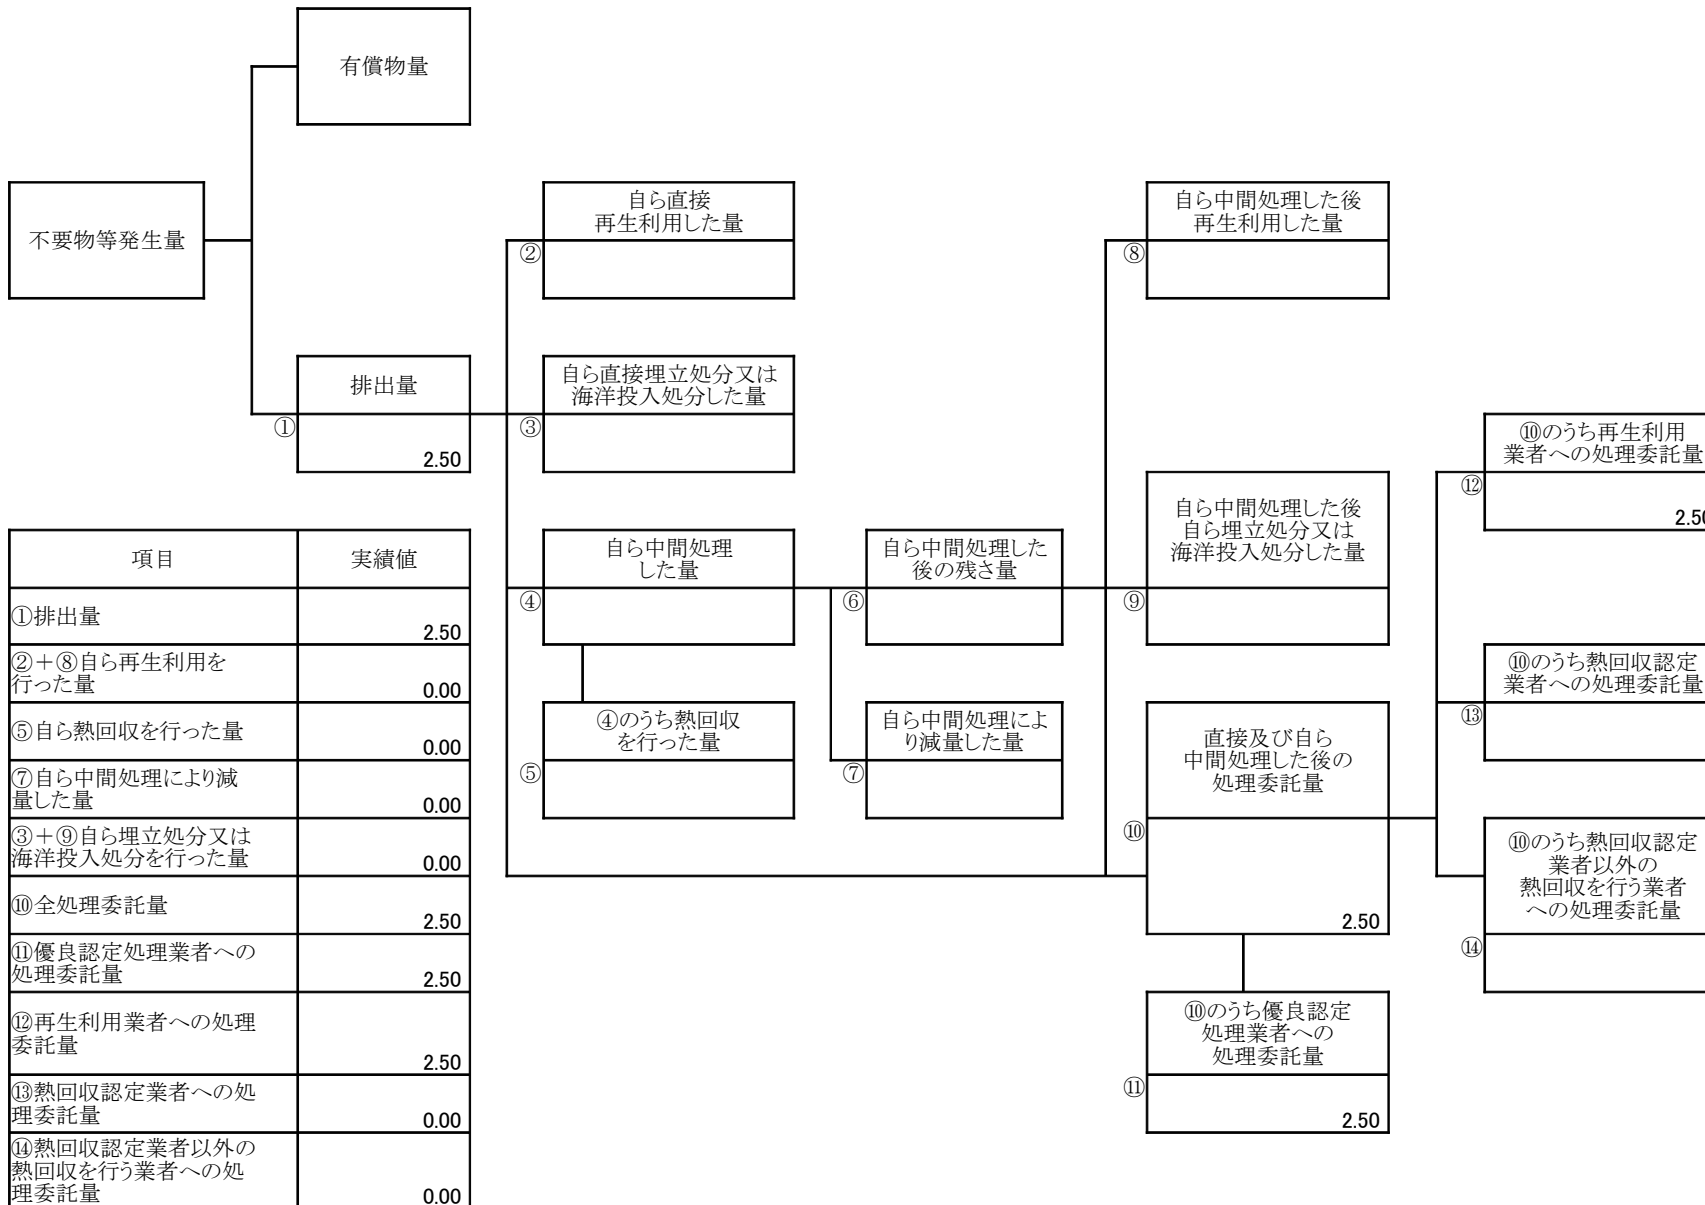 有償物量
不要物等発生量
自ら直接
再生利用した量
②
自ら中間処理した後
再生利用した量
⑧
排出量
①
2.50
自ら直接埋立処分又は
海洋投入処分した量
③
⑩のうち再生利用
業者への処理委託量
⑫
2.50
自ら中間処理した後
自ら埋立処分又は
海洋投入処分した量
⑨
自ら中間処理
した量
④
自ら中間処理した
後の残さ量
⑥
⑩のうち熱回収認定
業者への処理委託量
⑬
④のうち熱回収
を行った量
⑤
自ら中間処理によ
り減量した量
⑦
直接及び自ら
中間処理した後の
処理委託量
⑩
2.50
⑩のうち熱回収認定
業者以外の
熱回収を行う業者
への処理委託量
⑭
⑩のうち優良認定
処理業者への
処理委託量
⑪
2.50
項目 実績値
①排出量
2.50
②＋⑧自ら再生利用を
行った量
0.00
⑤自ら熱回収を行った量
0.00
⑦自ら中間処理により減
量した量
0.00
③＋⑨自ら埋立処分又は
海洋投入処分を行った量
0.00
⑩全処理委託量
2.50
⑪優良認定処理業者への
処理委託量
2.50
⑫再生利用業者への処理
委託量
2.50
⑬熱回収認定業者への処
理委託量
0.00
⑭熱回収認定業者以外の
熱回収を行う業者への処
理委託量
0.00